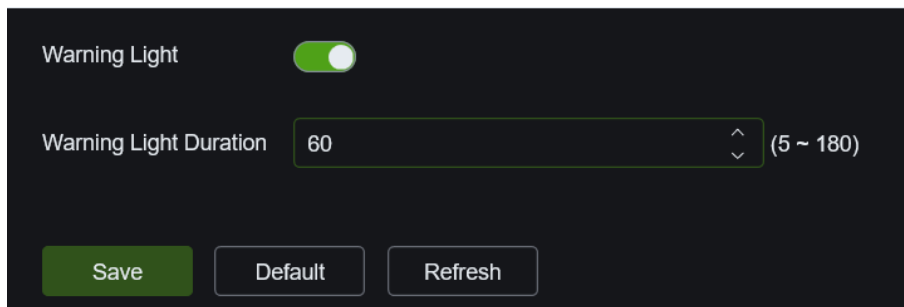 Warning Light
Warning Light Duration 60 (5 ~ 180)
Save Default Refresh